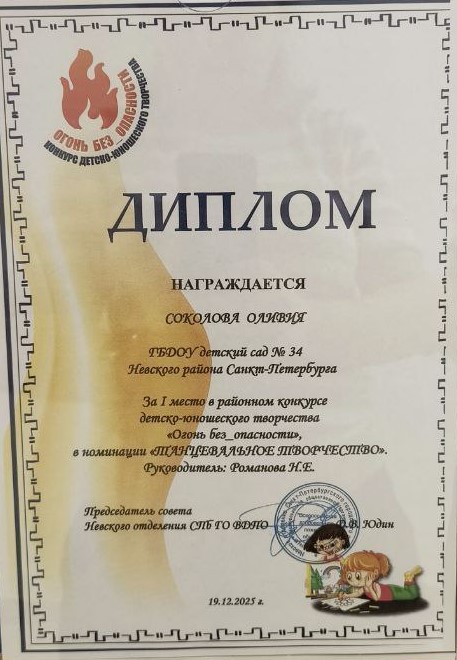 ОГОНЬ БЕЗ_ОПАСНОСТИ
КОНКУРС ДЕТСКО-ЮНОШЕСКОГО ТВОРЧЕСТВА
ДИПЛОМ
НАГРАЖДАЕТСЯ
СОКОЛОВА ОЛИВИЯ
ГБДОУ детский сад № 34
Невского района Санкт-Петербурга
За I место в районном конкурсе
детско-юношеского творчества
«Огонь без_опасности»,
в номинации «ТАНЦЕВАЛЬНОЕ ТВОРЧЕСТВО».
Руководитель: Романова Н.Е.
Председатель совета
Невского отделения СПб ГО ВДПО
Д.В. Юдин
19.12.2025 г.